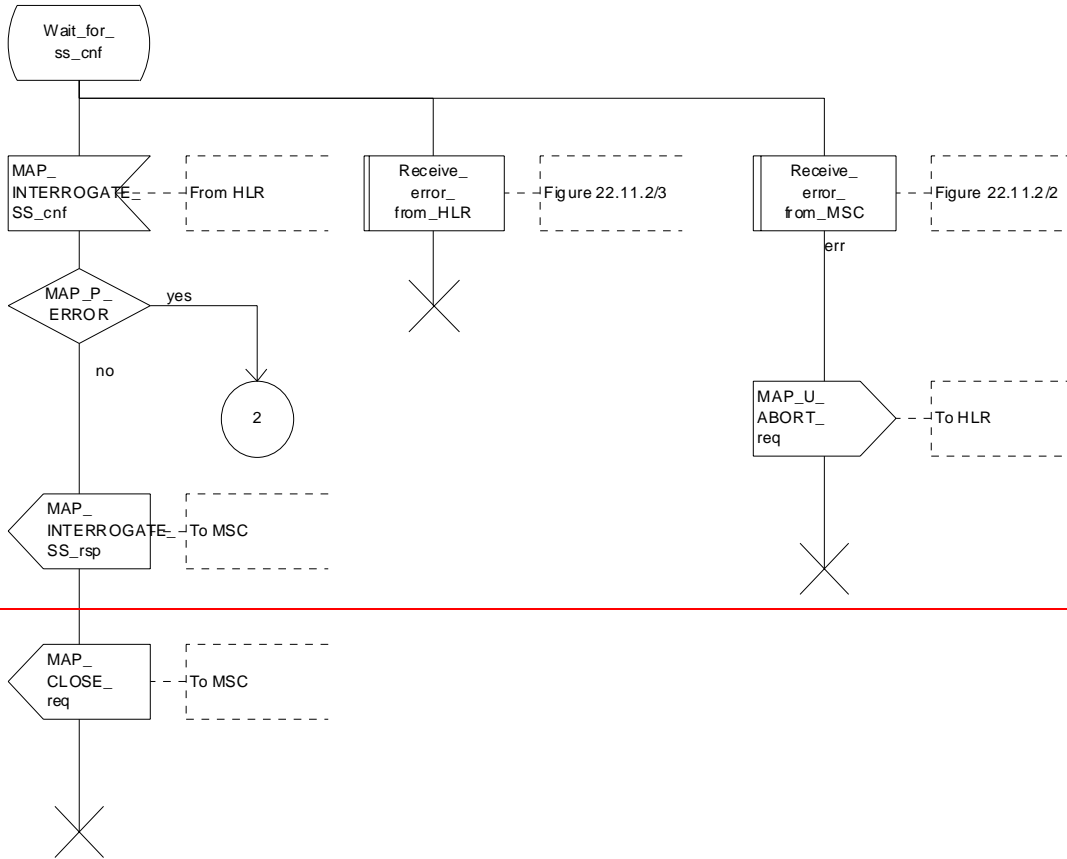 Wait_for_
ss_cnf
MAP_
INTERROGATE_
SS_cnf
From HLR
Receive_
error_
from_HLR
Figure 22.11.2/3
Receive_
error_
from_MSC
Figure 22.11.2/2
err
MAP_P_
ERROR
yes
no
2
MAP_U_
ABORT_
req
To HLR
MAP_
INTERROGATE_
SS_rsp
To MSC
MAP_
CLOSE_
req
To MSC